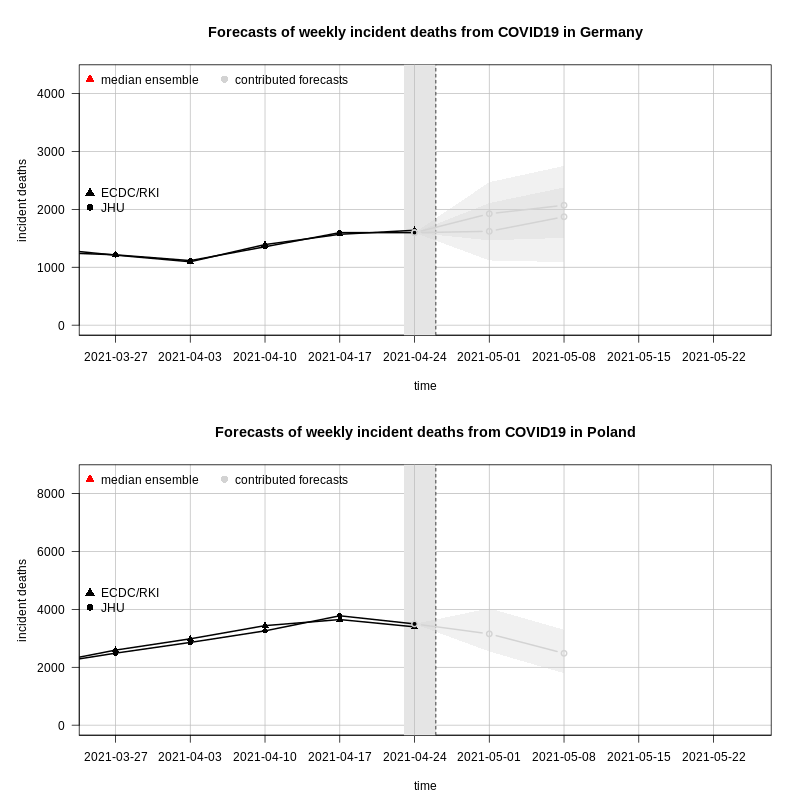 Forecasts of weekly incident deaths from COVID19 in Germany
median ensemble contributed forecasts
ECDC/RKI
JHU
incident deaths
4000
3000
2000
1000
0
2021-03-27 2021-04-03 2021-04-10 2021-04-17 2021-04-24 2021-05-01 2021-05-08 2021-05-15 2021-05-22
time
Forecasts of weekly incident deaths from COVID19 in Poland
median ensemble contributed forecasts
ECDC/RKI
JHU
incident deaths
8000
6000
4000
2000
0
2021-03-27 2021-04-03 2021-04-10 2021-04-17 2021-04-24 2021-05-01 2021-05-08 2021-05-15 2021-05-22
time